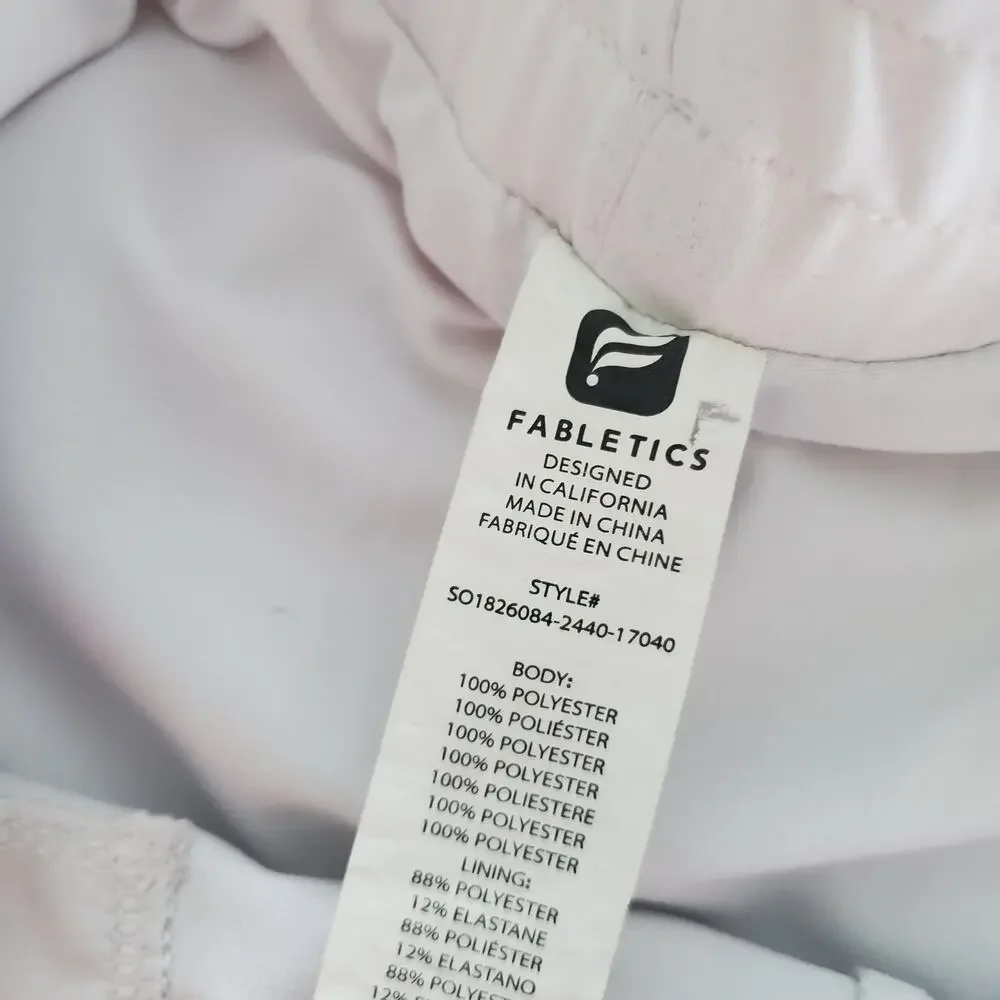 FABLETICS
DESIGNED
IN CALIFORNIA
MADE IN CHINA
FABRIQUÉ EN CHINE
STYLE#
SO1826084-2440-17040
BODY:
100% POLYESTER
100% POLIÉSTER
100% POLYESTER
100% POLYESTER
100% POLIESTERE
100% POLYESTER
100% POLYESTER
LINING:
88% POLYESTER
12% ELASTANE
88% POLIÉSTER
12% ELASTANO
88%
12%